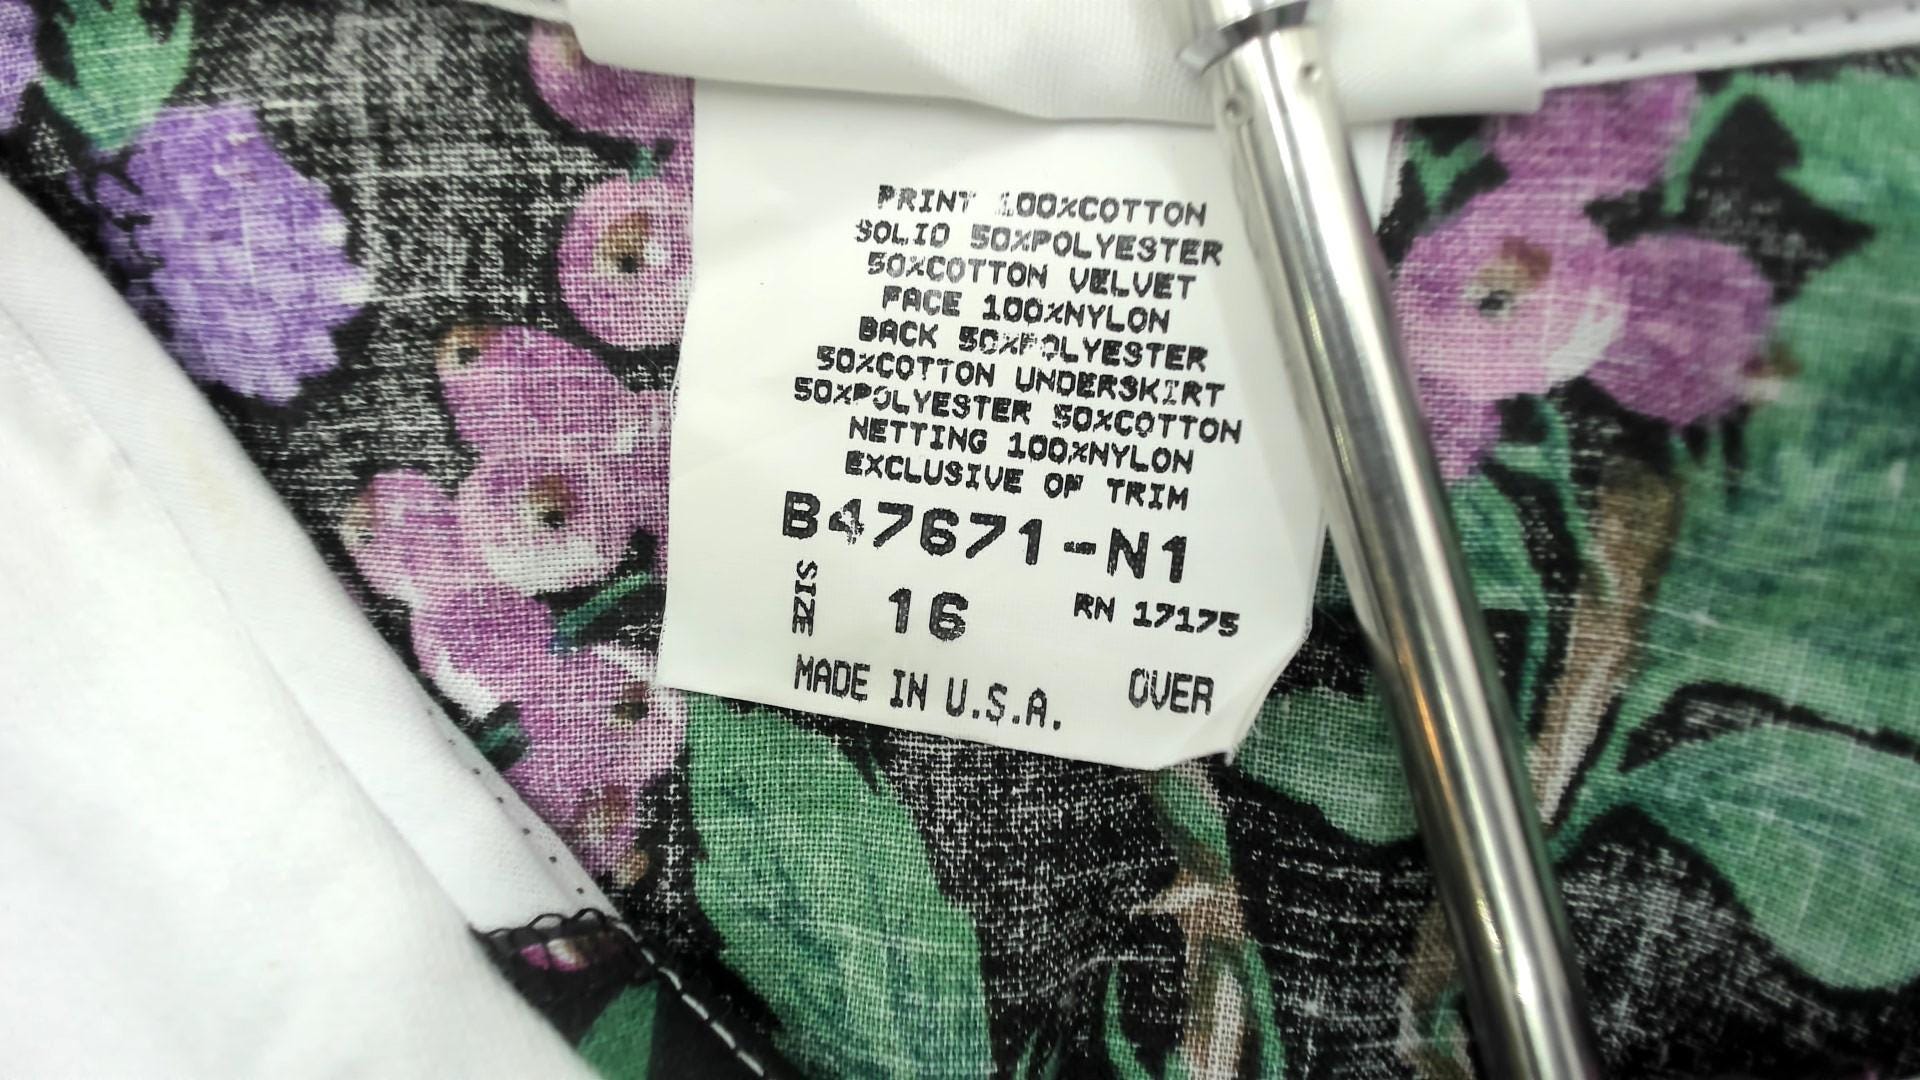 PRINT 100%COTTON
SOLID 50%POLYESTER
50%COTTON VELVET
FACE 100%NYLON
BACK 50%POLYESTER
50%COTTON UNDERSKIRT
50%POLYESTER 50%COTTON
NETTING 100%NYLON
EXCLUSIVE OF TRIM
B47671-N1
SIZE 16 RN 17175
MADE IN U.S.A. OVER